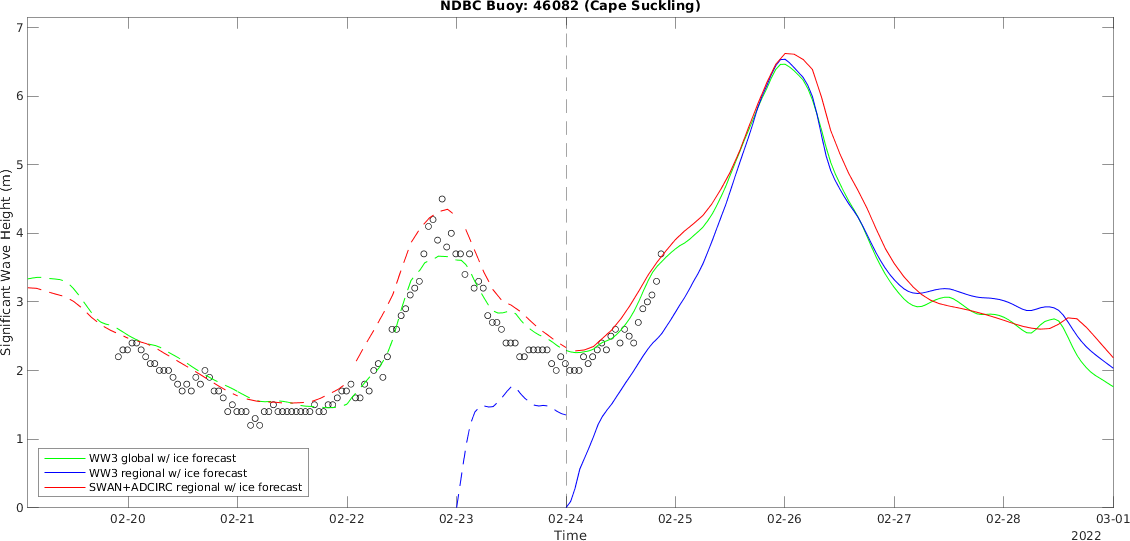 NDBC Buoy: 46082 (Cape Suckling)
7
6
5
4
3
2
1
0
Significant Wave Height (m)
WW3 global w/ ice forecast
WW3 regional w/ ice forecast
SWAN+ADCIRC regional w/ ice forecast
02-20 02-21 02-22 02-23 02-24 02-25 02-26 02-27 02-28 03-01
Time
2022